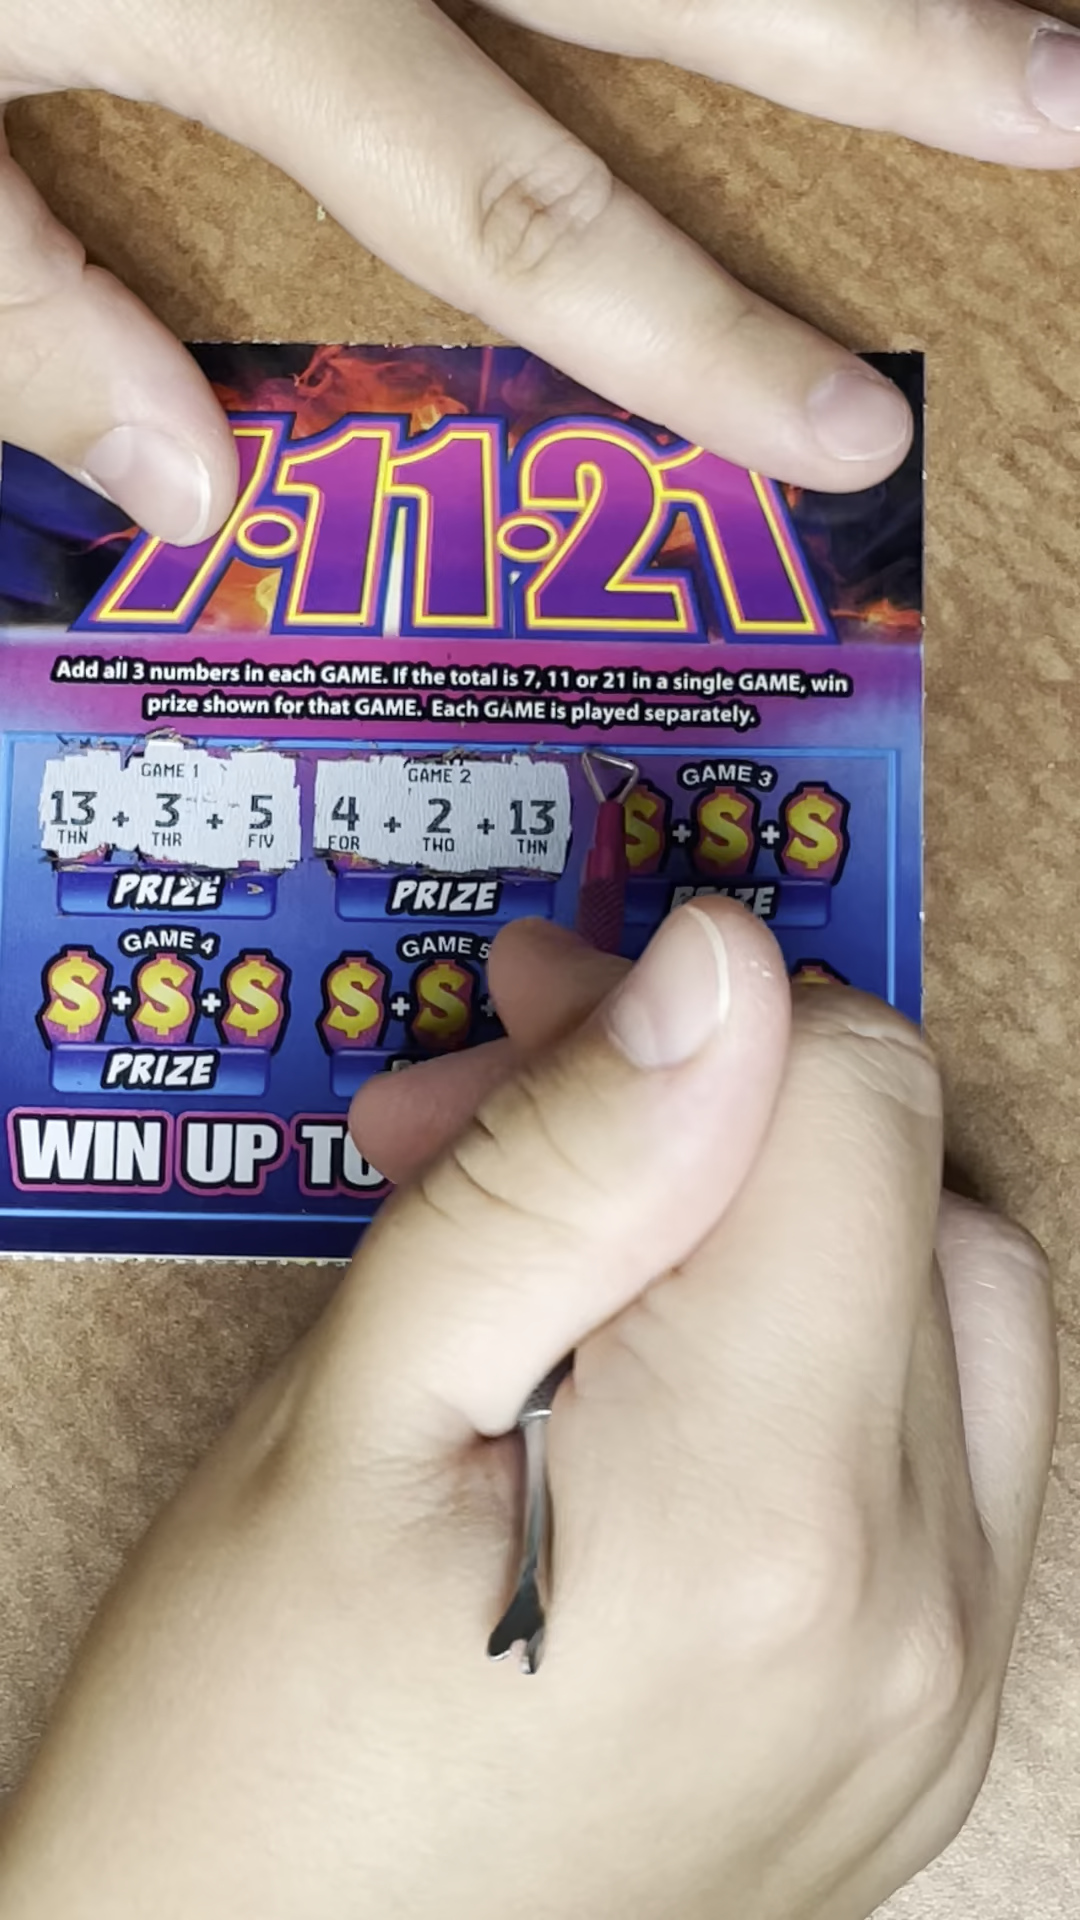 7·11·21
Add all 3 numbers in each GAME. If the total is 7, 11 or 21 in a single GAME, win
prize shown for that GAME. Each GAME is played separately.
GAME 1
13 + 3 + 5
THN THR FIV
PRIZE
GAME 2
4 + 2 + 13
FOR TWO THN
PRIZE
GAME 3
$ + $ + $
PRIZE
GAME 4
$ + $ + $
PRIZE
GAME 5
$ + $ +
WIN UP TO